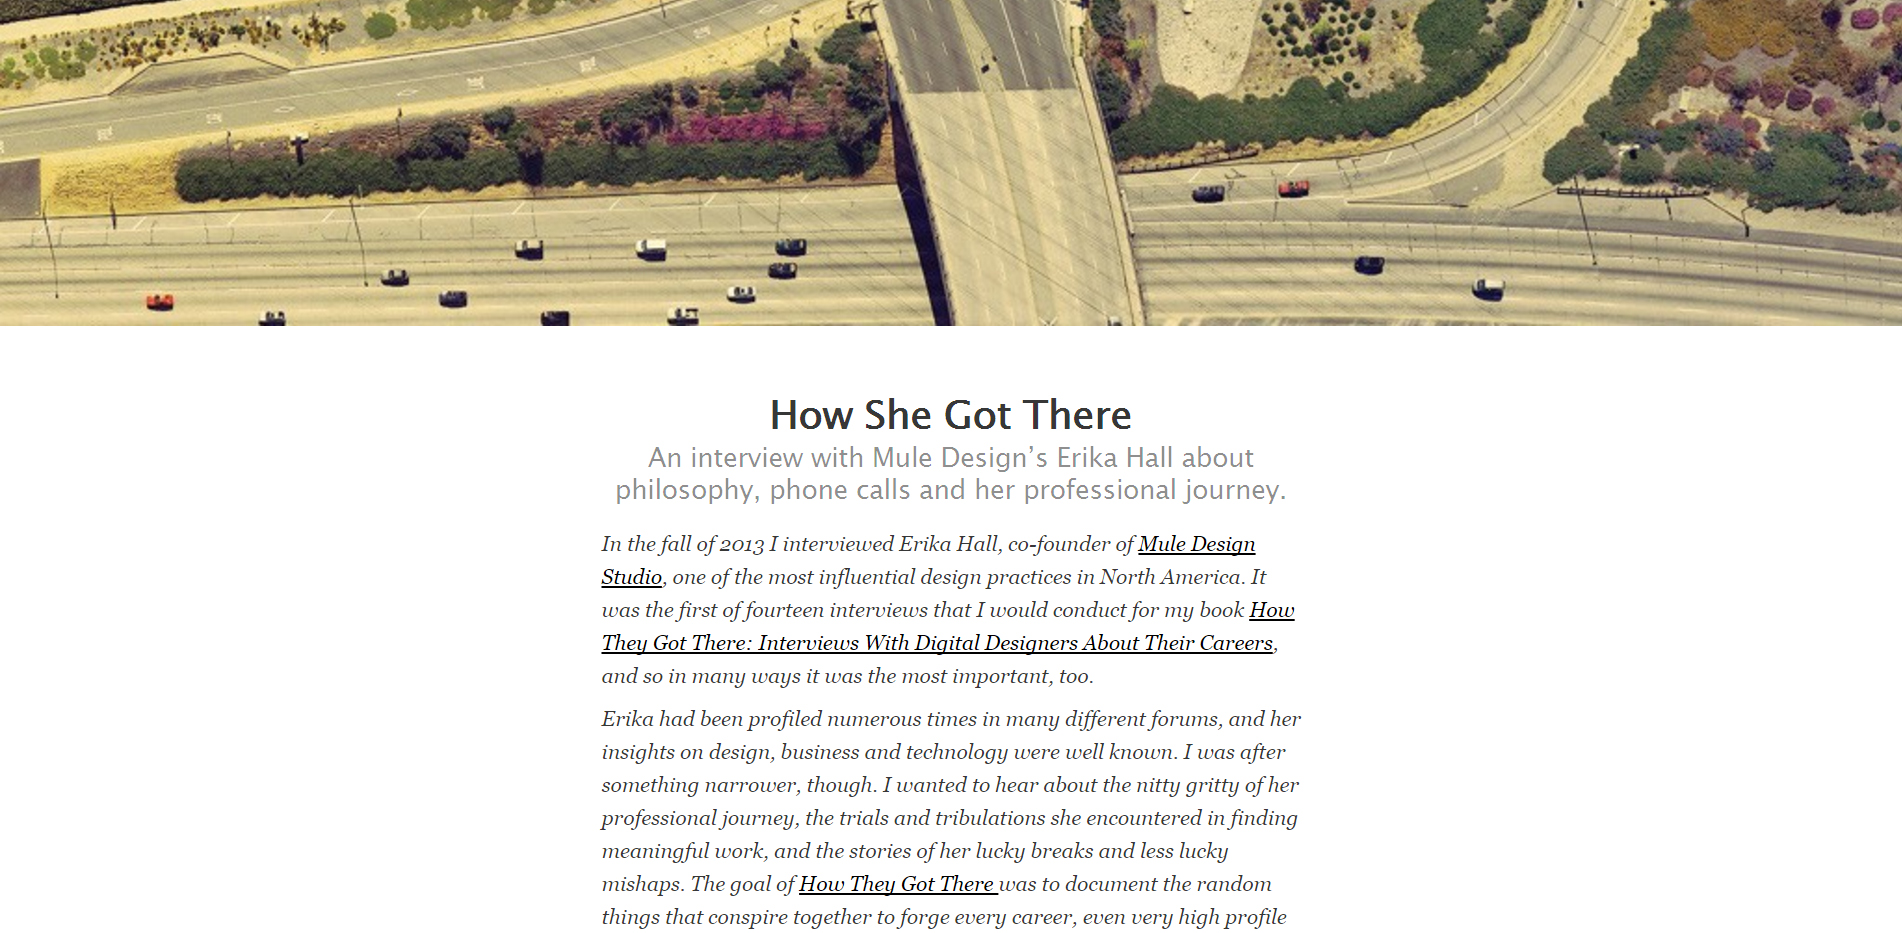 How She Got There
An interview with Mule Design’s Erika Hall about
philosophy, phone calls and her professional journey.
In the fall of 2013 I interviewed Erika Hall, co-founder of Mule Design
Studio, one of the most influential design practices in North America. It
was the first of fourteen interviews that I would conduct for my book How
They Got There: Interviews With Digital Designers About Their Careers,
and so in many ways it was the most important, too.
Erika had been profiled numerous times in many different forums, and her
insights on design, business and technology were well known. I was after
something narrower, though. I wanted to hear about the nitty gritty of her
professional journey, the trials and tribulations she encountered in finding
meaningful work, and the stories of her lucky breaks and less lucky
mishaps. The goal of How They Got There was to document the random
things that conspire together to forge every career, even very high profile